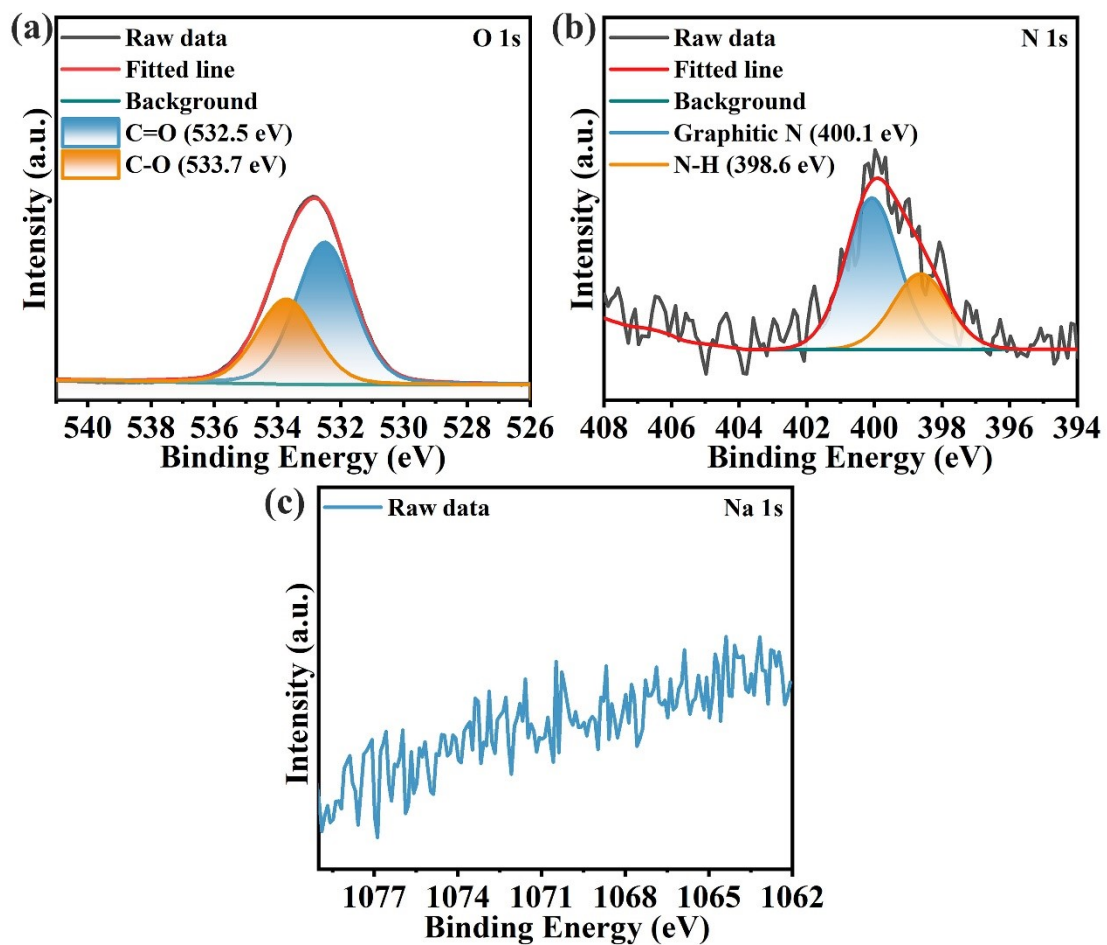 (a)
Raw data
O 1s
Fitted line
Background
C=O (532.5 eV)
C-O (533.7 eV)
Intensity (a.u.)
540 538 536 534 532 530 528 526
Binding Energy (eV)
(b)
Raw data
N 1s
Fitted line
Background
Graphitic N (400.1 eV)
N-H (398.6 eV)
Intensity (a.u.)
408 406 404 402 400 398 396 394
Binding Energy (eV)
(c)
Raw data
Na 1s
Intensity (a.u.)
1077 1074 1071 1068 1065 1062
Binding Energy (eV)